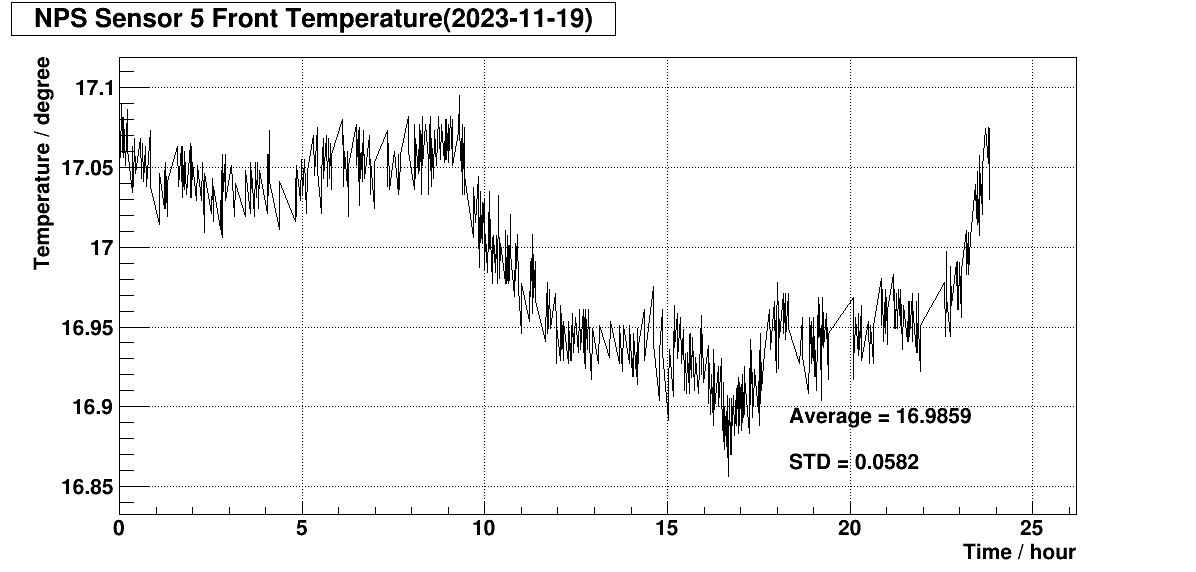 NPS Sensor 5 Front Temperature(2023-11-19)
Temperature / degree
17.1
17.05
17
16.95
16.9
16.85
Average = 16.9859
STD = 0.0582
0 5 10 15 20 25
Time / hour